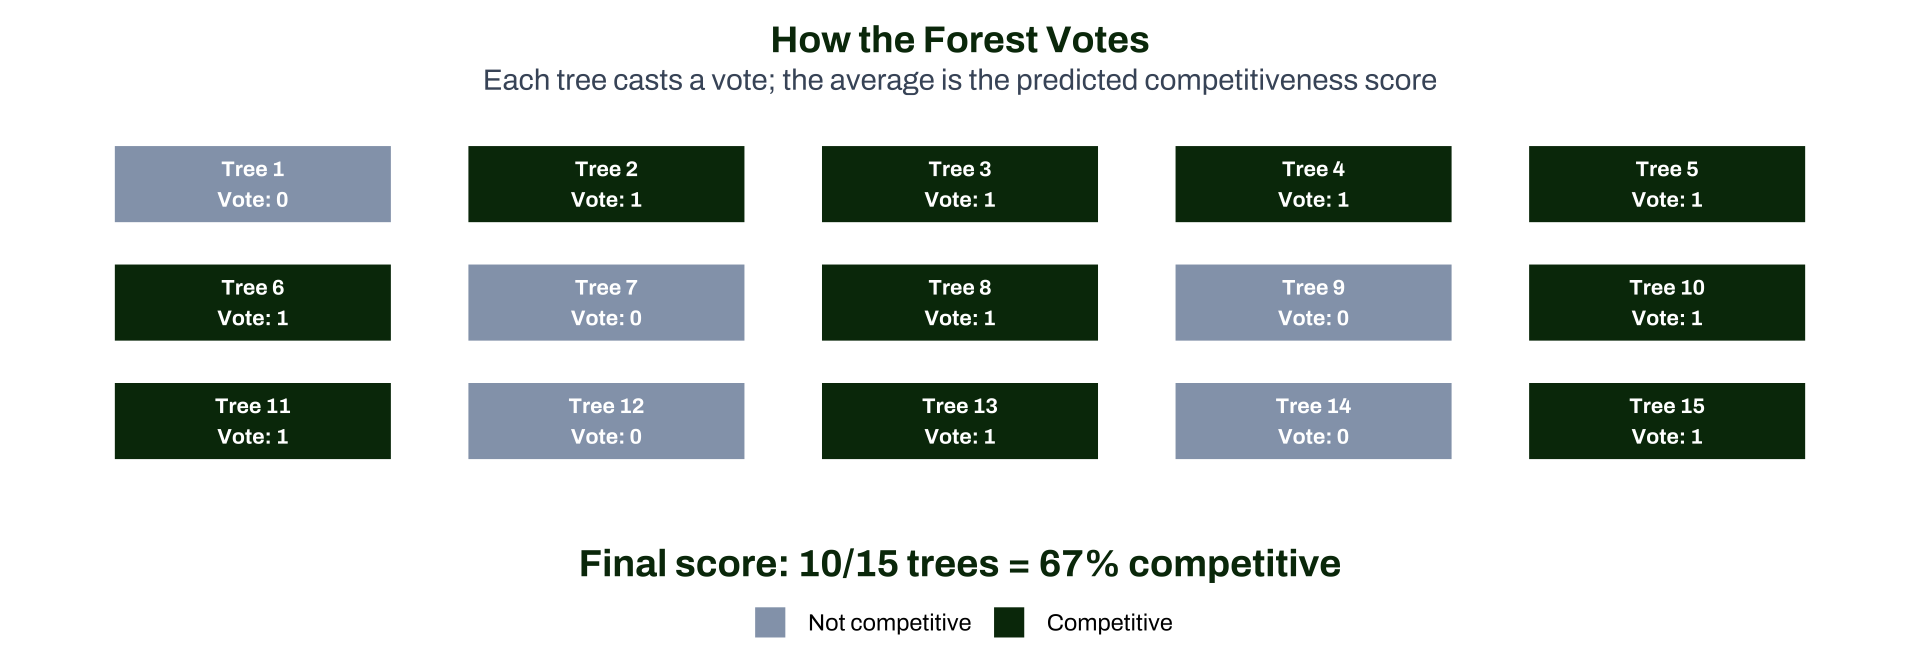 How the Forest Votes
Each tree casts a vote; the average is the predicted competitiveness score
Tree 1
Vote: 0
Tree 2
Vote: 1
Tree 3
Vote: 1
Tree 4
Vote: 1
Tree 5
Vote: 1
Tree 6
Vote: 1
Tree 7
Vote: 0
Tree 8
Vote: 1
Tree 9
Vote: 0
Tree 10
Vote: 1
Tree 11
Vote: 1
Tree 12
Vote: 0
Tree 13
Vote: 1
Tree 14
Vote: 0
Tree 15
Vote: 1
Final score: 10/15 trees = 67% competitive
Not competitive
Competitive